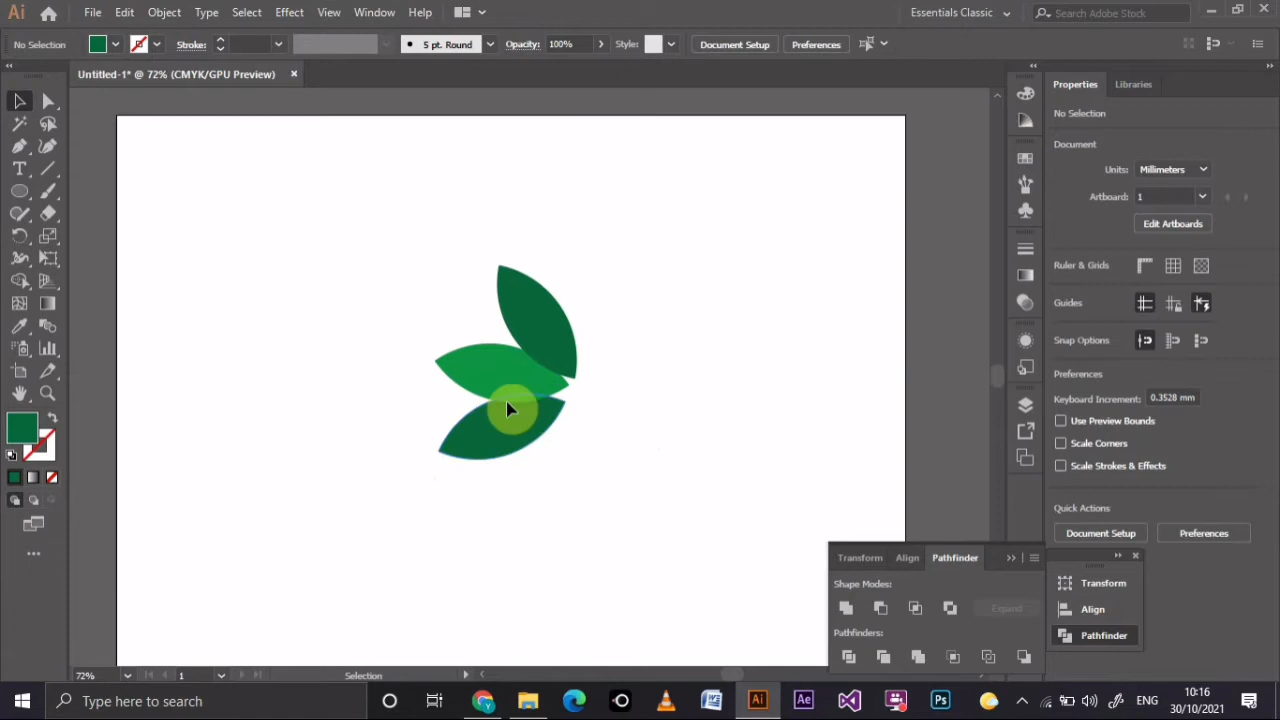 Ai File Edit Object Type Select Effect View Window Help Essentials Classic Search Adobe Stock
No Selection Stroke: 5 pt. Round Opacity: 100% Style: Document Setup Preferences
Untitled-1* @ 72% (CMYK/GPU Preview) ×
Properties Libraries
No Selection
Document
Units: Millimeters
Artboard: 1
Edit Artboards
Ruler & Grids
Guides
Snap Options
Preferences
Keyboard Increment: 0.3528 mm
Use Preview Bounds
Scale Corners
Scale Strokes & Effects
Quick Actions
Document Setup Preferences
Transform Align Pathfinder
Shape Modes:
Expand
Pathfinders:
Transform
Align
Pathfinder
72% 1 Selection
Type here to search
Ai Ae Ps
ENG
10:16
30/10/2021